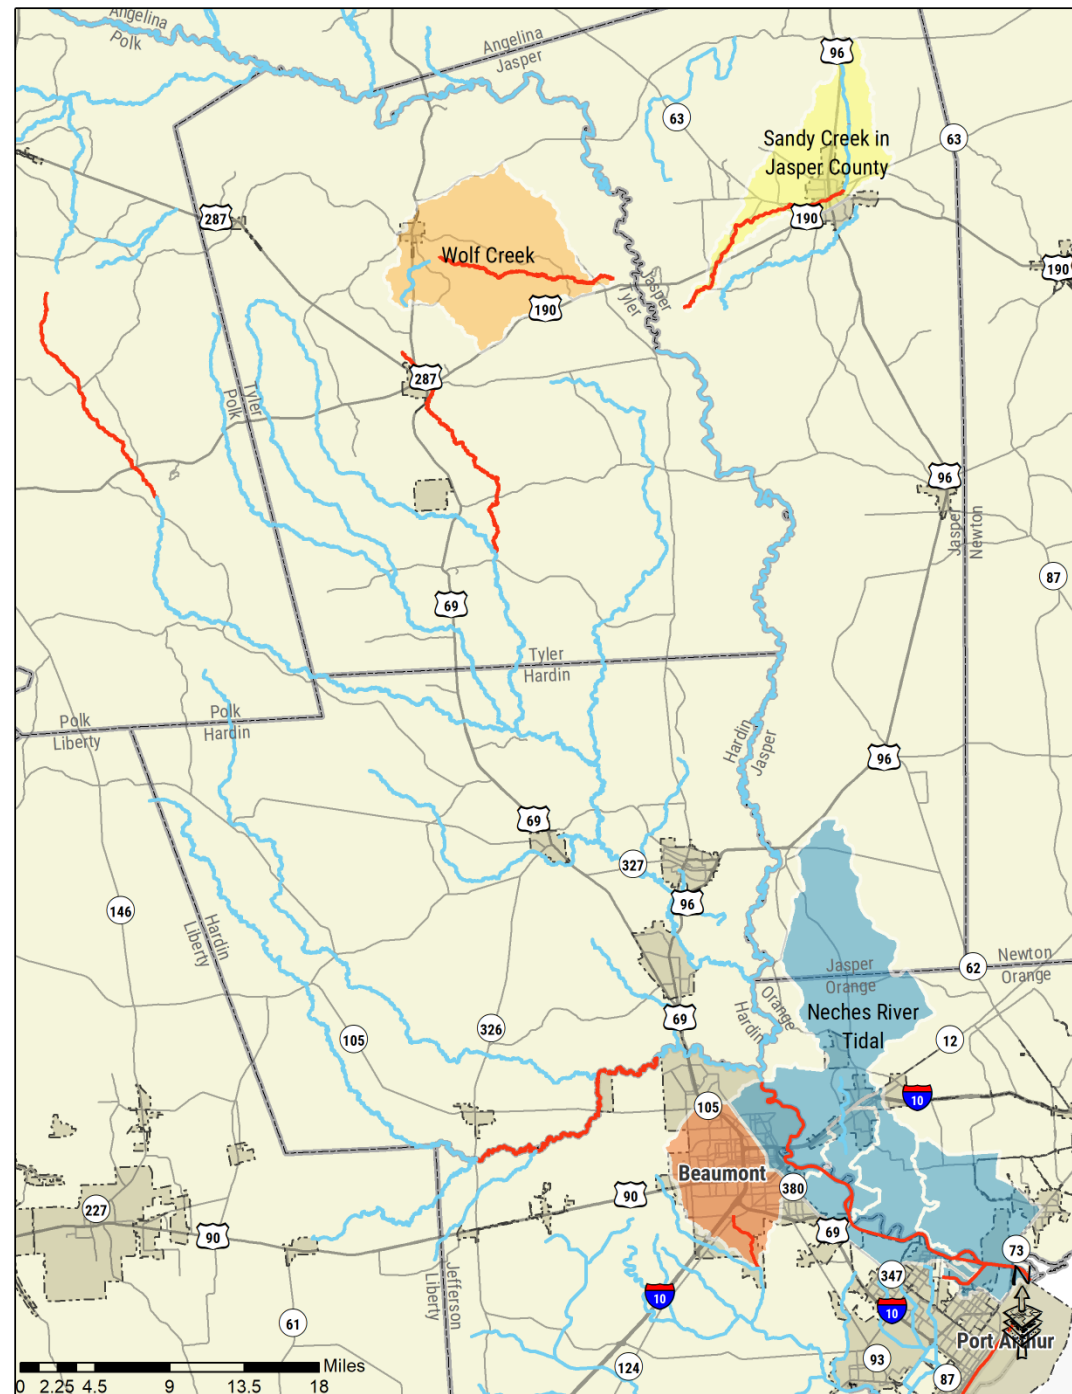 Angelina
Polk
Angelina
Jasper
96
63
63
Sandy Creek in
Jasper County
287
190
Wolf Creek
190
Jasper
Tyler
190
287
Tyler
Polk
96
Jasper
Newton
87
69
Tyler
Hardin
Polk
Hardin
Polk
Liberty
Hardin
Jasper
96
69
327
96
146
Hardin
Liberty
Newton
Orange
62
Jasper
Orange
Orange
Hardin
Neches River
Tidal
69
326
105
12
10
105
Beaumont
380
90
227
90
69
73
N
347
Jefferson
Liberty
10
10
61
Port Arthur
93
124
87
Miles
0 2.25 4.5 9 13.5 18